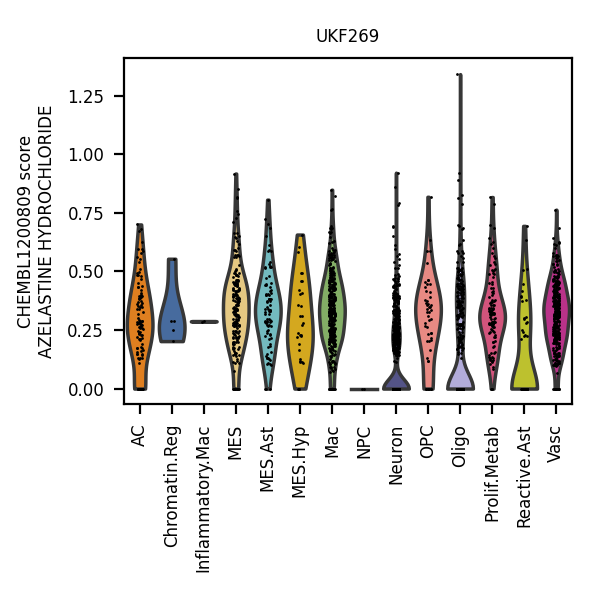 UKF269
CHEMBL1200809 score
AZELASTINE HYDROCHLORIDE
1.25
1.00
0.75
0.50
0.25
0.00
AC
Chromatin.Reg
Inflammatory.Mac
MES
MES.Ast
MES.Hyp
Mac
NPC
Neuron
OPC
Oligo
Prolif.Metab
Reactive.Ast
Vasc